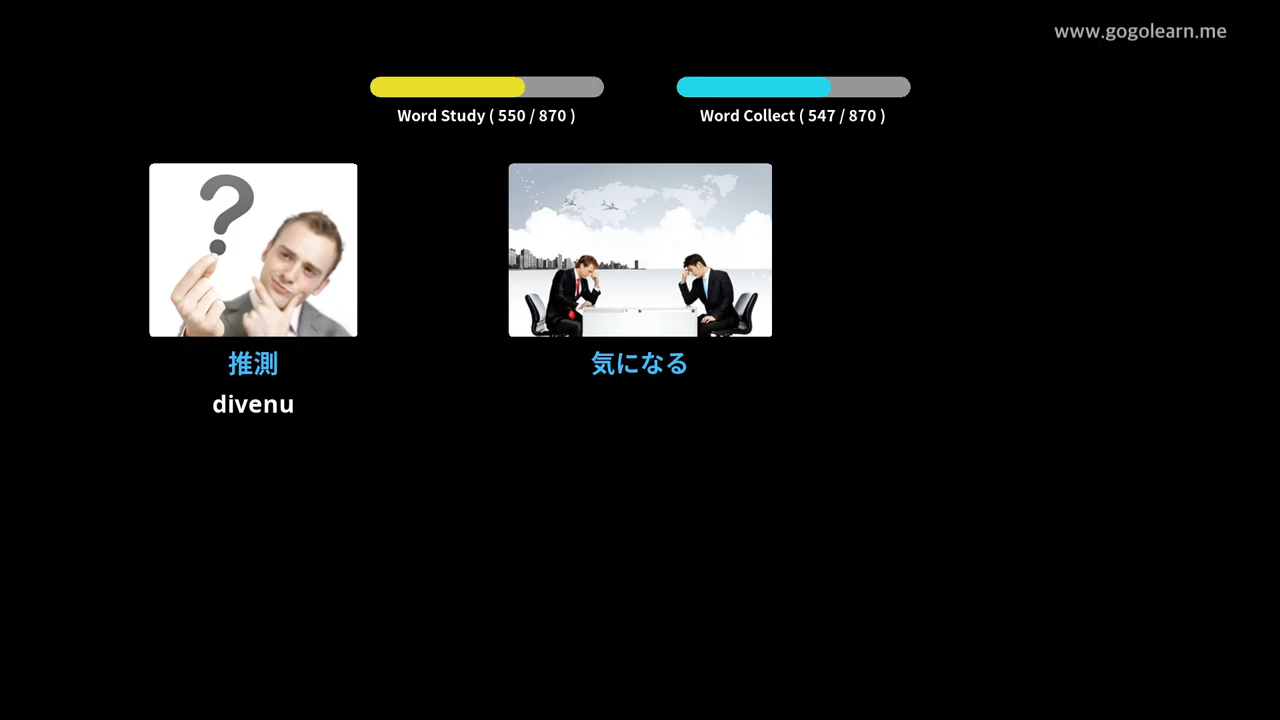 www.gogolearn.me
Word Study ( 550 / 870 )
Word Collect ( 547 / 870 )
推測
divenu
気になる